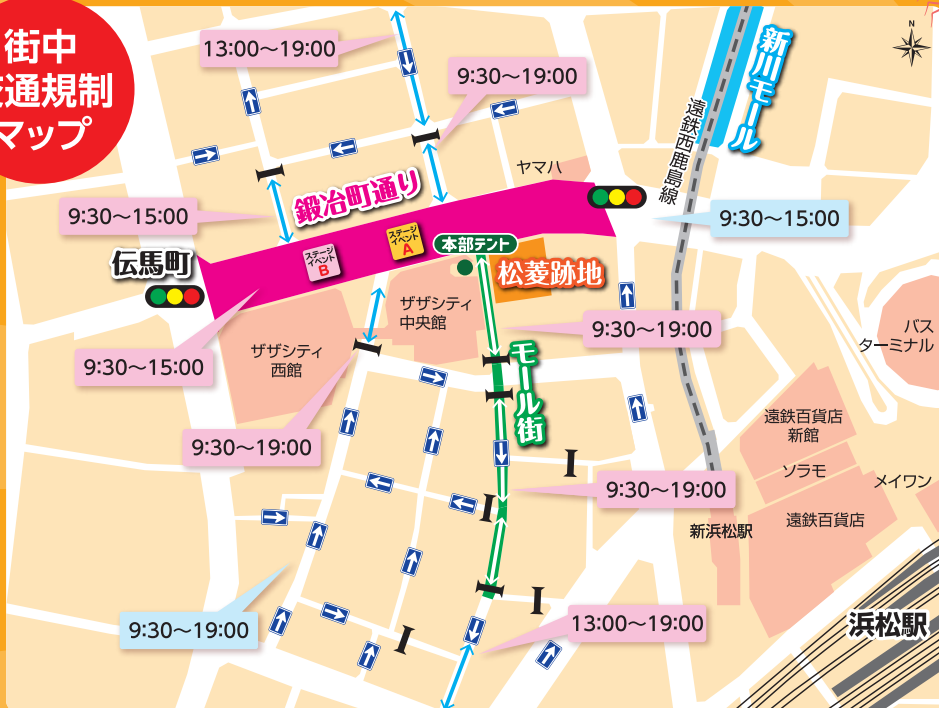 街中
交通規制
マップ
13:00〜19:00
9:30〜19:00
N
新川モール
遠鉄西鹿島線
ヤマハ
鍛冶町通り
9:30〜15:00
9:30〜15:00
伝馬町
ステージ
イベント
B
ステージ
イベント
A
本部テント
松菱跡地
ザザシティ
中央館
ザザシティ
西館
9:30〜15:00
9:30〜19:00
バス
ターミナル
モール街
9:30〜19:00
遠鉄百貨店
新館
ソラモ
メイワン
9:30〜19:00
遠鉄百貨店
新浜松駅
9:30〜19:00
13:00〜19:00
浜松駅